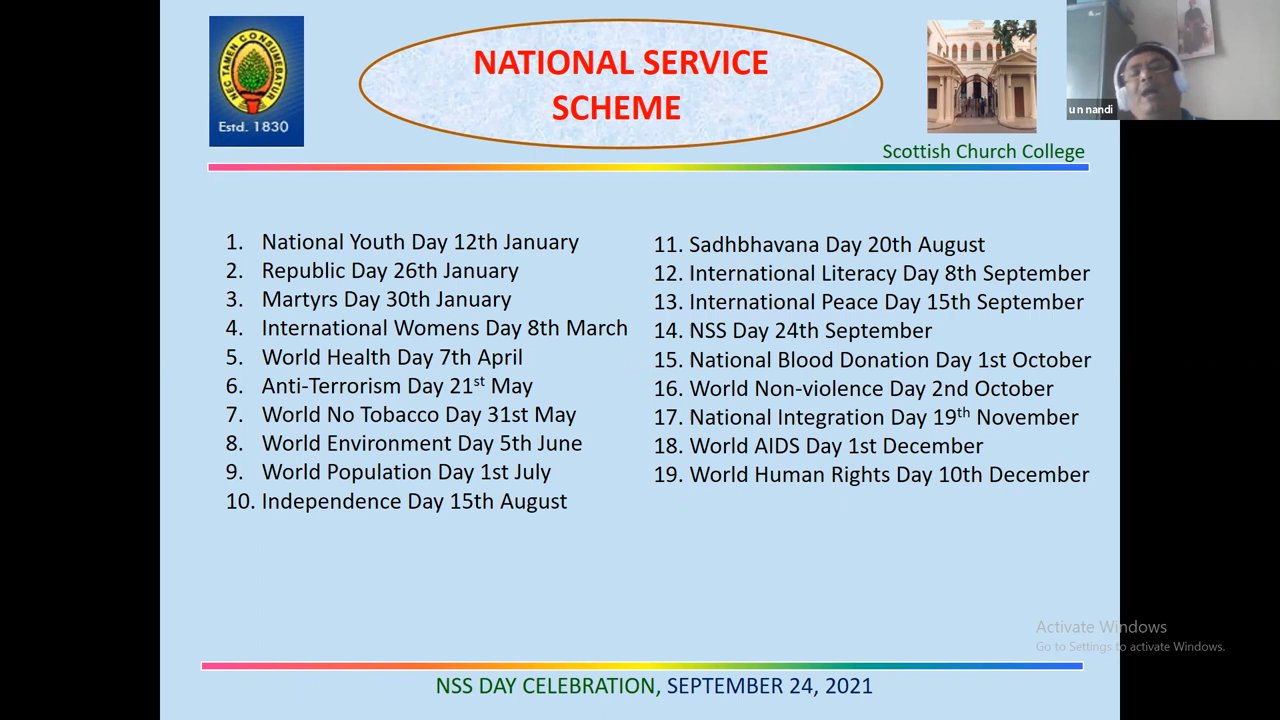 NEC TAMEN CONSUMEBATUR
Estd. 1830
NATIONAL SERVICE
SCHEME
u n nandi
Scottish Church College
1. National Youth Day 12th January
2. Republic Day 26th January
3. Martyrs Day 30th January
4. International Womens Day 8th March
5. World Health Day 7th April
6. Anti-Terrorism Day 21st May
7. World No Tobacco Day 31st May
8. World Environment Day 5th June
9. World Population Day 1st July
10. Independence Day 15th August
11. Sadhbhavana Day 20th August
12. International Literacy Day 8th September
13. International Peace Day 15th September
14. NSS Day 24th September
15. National Blood Donation Day 1st October
16. World Non-violence Day 2nd October
17. National Integration Day 19th November
18. World AIDS Day 1st December
19. World Human Rights Day 10th December
Activate Windows
Go to Settings to activate Windows.
NSS DAY CELEBRATION, SEPTEMBER 24, 2021